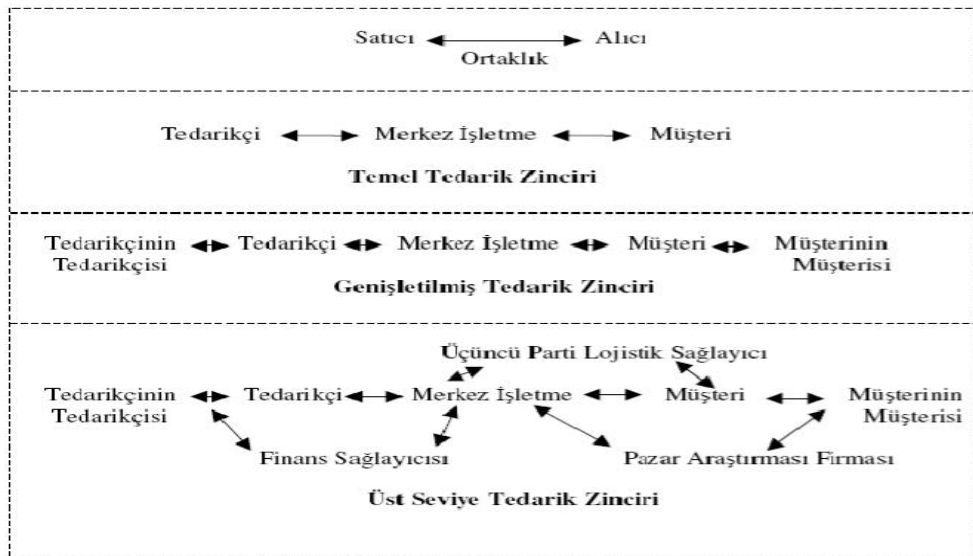 Satıcı Alıcı
Ortaklık
Tedarikçi Merkez İşletme Müşteri
Temel Tedarik Zinciri
Tedarikçinin Tedarikçi Merkez İşletme Müşteri Müşterinin
Tedarikçisi Müşterisi
Genişletilmiş Tedarik Zinciri
Üçüncü Parti Lojistik Sağlayıcı
Tedarikçinin Tedarikçi Merkez İşletme Müşteri Müşterinin
Tedarikçisi Müşterisi
Finans Sağlayıcısı Pazar Araştırması Firması
Üst Seviye Tedarik Zinciri